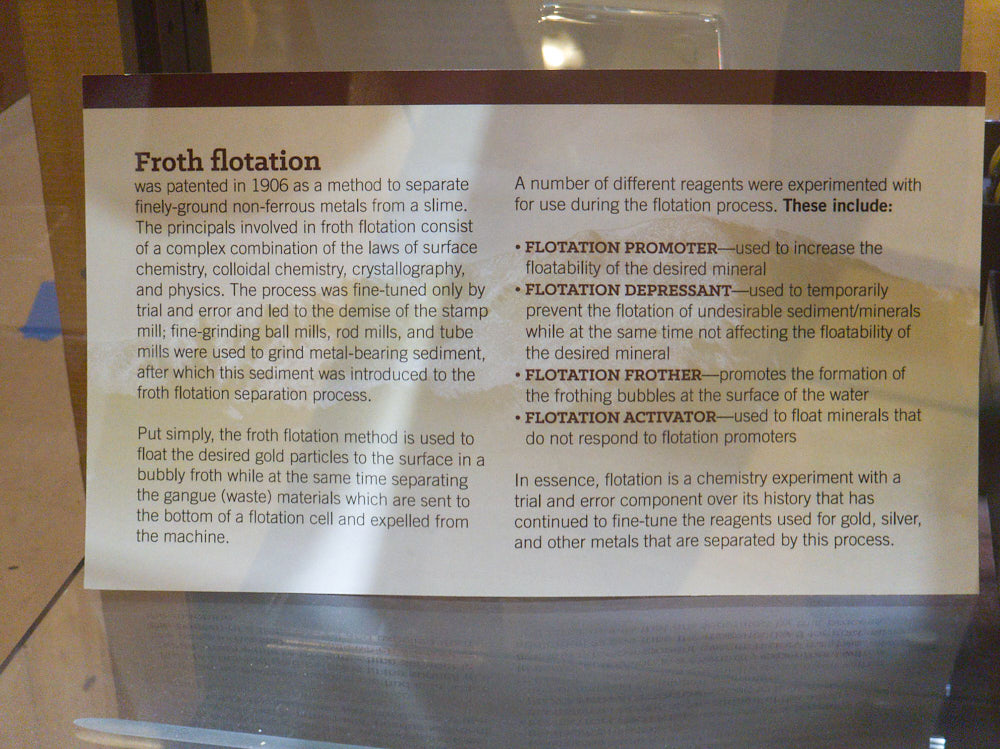 Froth flotation
was patented in 1906 as a method to separate
finely-ground non-ferrous metals from a slime.
The principals involved in froth flotation consist
of a complex combination of the laws of surface
chemistry, colloidal chemistry, crystallography,
and physics. The process was fine-tuned only by
trial and error and led to the demise of the stamp
mill; fine-grinding ball mills, rod mills, and tube
mills were used to grind metal-bearing sediment,
after which this sediment was introduced to the
froth flotation separation process.
Put simply, the froth flotation method is used to
float the desired gold particles to the surface in a
bubbly froth while at the same time separating
the gangue (waste) materials which are sent to
the bottom of a flotation cell and expelled from
the machine.
A number of different reagents were experimented with
for use during the flotation process. These include:
• FLOTATION PROMOTER—used to increase the
floatability of the desired mineral
• FLOTATION DEPRESSANT—used to temporarily
prevent the flotation of undesirable sediment/minerals
while at the same time not affecting the floatability of
the desired mineral
• FLOTATION FROTHER—promotes the formation of
the frothing bubbles at the surface of the water
• FLOTATION ACTIVATOR—used to float minerals that
do not respond to flotation promoters
In essence, flotation is a chemistry experiment with a
trial and error component over its history that has
continued to fine-tune the reagents used for gold, silver,
and other metals that are separated by this process.